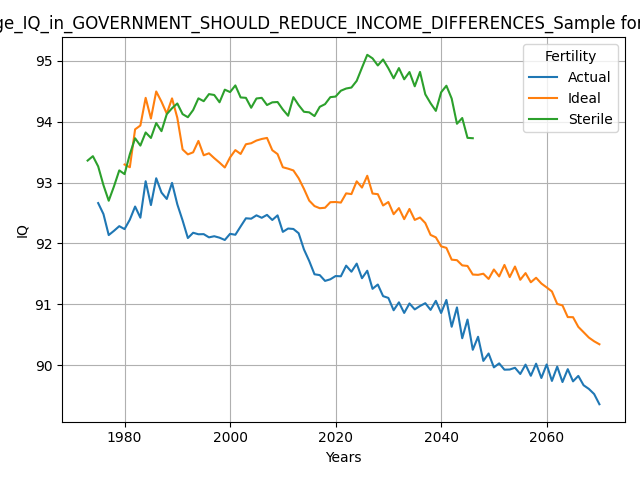 ge_IQ_in_GOVERNMENT_SHOULD_REDUCE_INCOME_DIFFERENCES_Sample for
Fertility
Actual
Ideal
Sterile
IQ
95
94
93
92
91
90
1980 2000 2020 2040 2060
Years